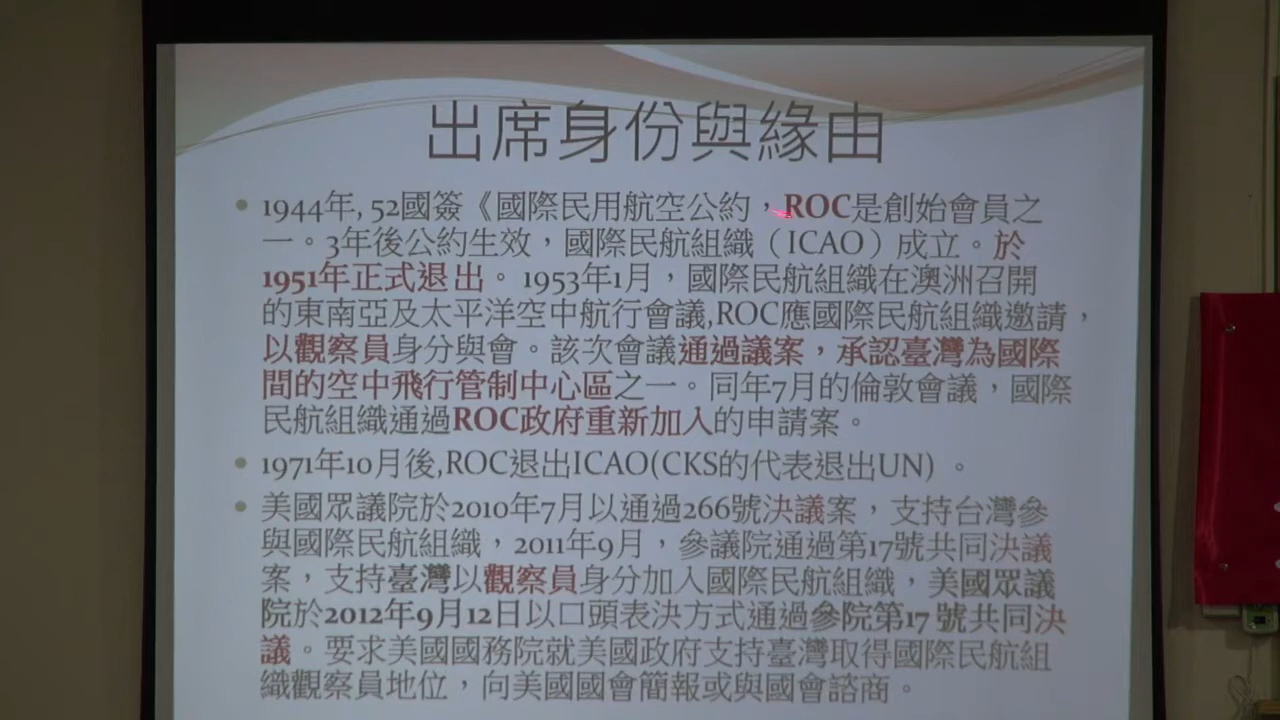 出席身份與緣由
• 1944年, 52國簽《國際民用航空公約，ROC是創始會員之
一。3年後公約生效，國際民航組織（ICAO）成立。於
1951年正式退出。 1953年1月，國際民航組織在澳洲召開
的東南亞及太平洋空中航行會議,ROC應國際民航組織邀請，
以觀察員身分與會。該次會議通過議案，承認臺灣為國際
間的空中飛行管制中心區之一。同年7月的倫敦會議，國際
民航組織通過ROC政府重新加入的申請案。
• 1971年10月後,ROC退出ICAO(CKS的代表退出UN) 。
• 美國眾議院於2010年7月以通過266號決議案，支持台灣參
與國際民航組織，2011年9月，參議院通過第17號共同決議
案，支持臺灣以觀察員身分加入國際民航組織，美國眾議
院於2012年9月12日以口頭表決方式通過參院第17 號共同決
議。要求美國國務院就美國政府支持臺灣取得國際民航組
織觀察員地位，向美國國會簡報或與國會諮商。